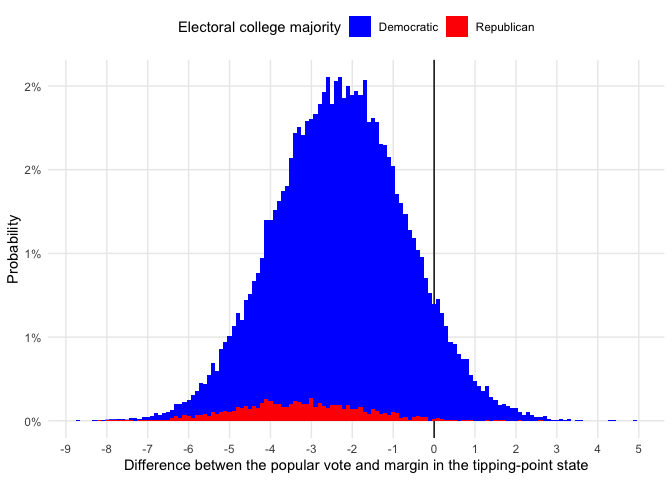 Electoral college majority Democratic Republican
2%
2%
1%
1%
0%
Probability
-9 -8 -7 -6 -5 -4 -3 -2 -1 0 1 2 3 4 5
Difference betwen the popular vote and margin in the tipping-point state